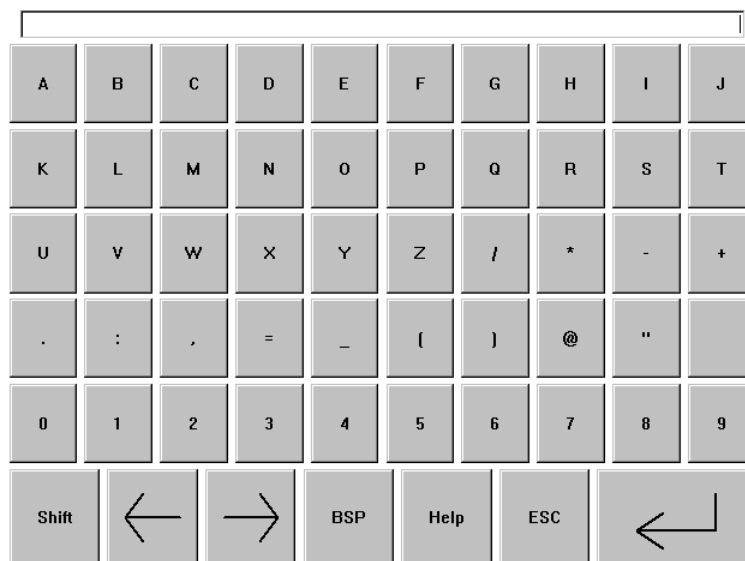 A B C D E F G H I J
K L M N O P Q R S T
U V W X Y Z / * - +
. : , = _ ( ) @ "
0 1 2 3 4 5 6 7 8 9
Shift BSP Help ESC